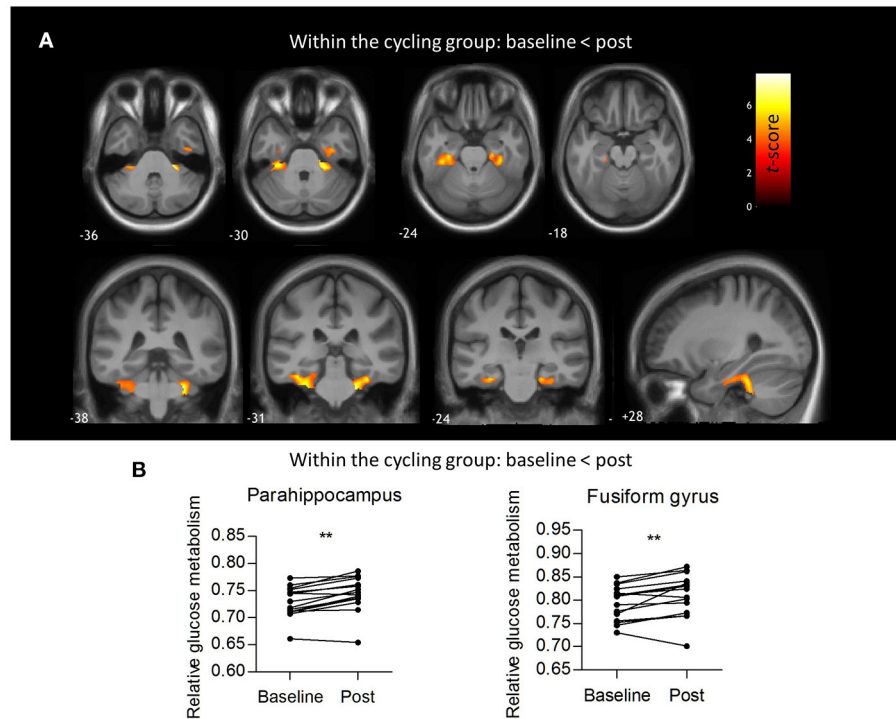 A
Within the cycling group: baseline < post
-36
-30
-24
-18
6
4
2
0
t-score
-38
-31
-24
-
+28
B
Within the cycling group: baseline < post
Parahippocampus
Relative glucose metabolism
0.85
0.80
0.75
0.70
0.65
0.60
**
Baseline
Post
Fusiform gyrus
Relative glucose metabolism
0.95
0.90
0.85
0.80
0.75
0.70
0.65
**
Baseline
Post